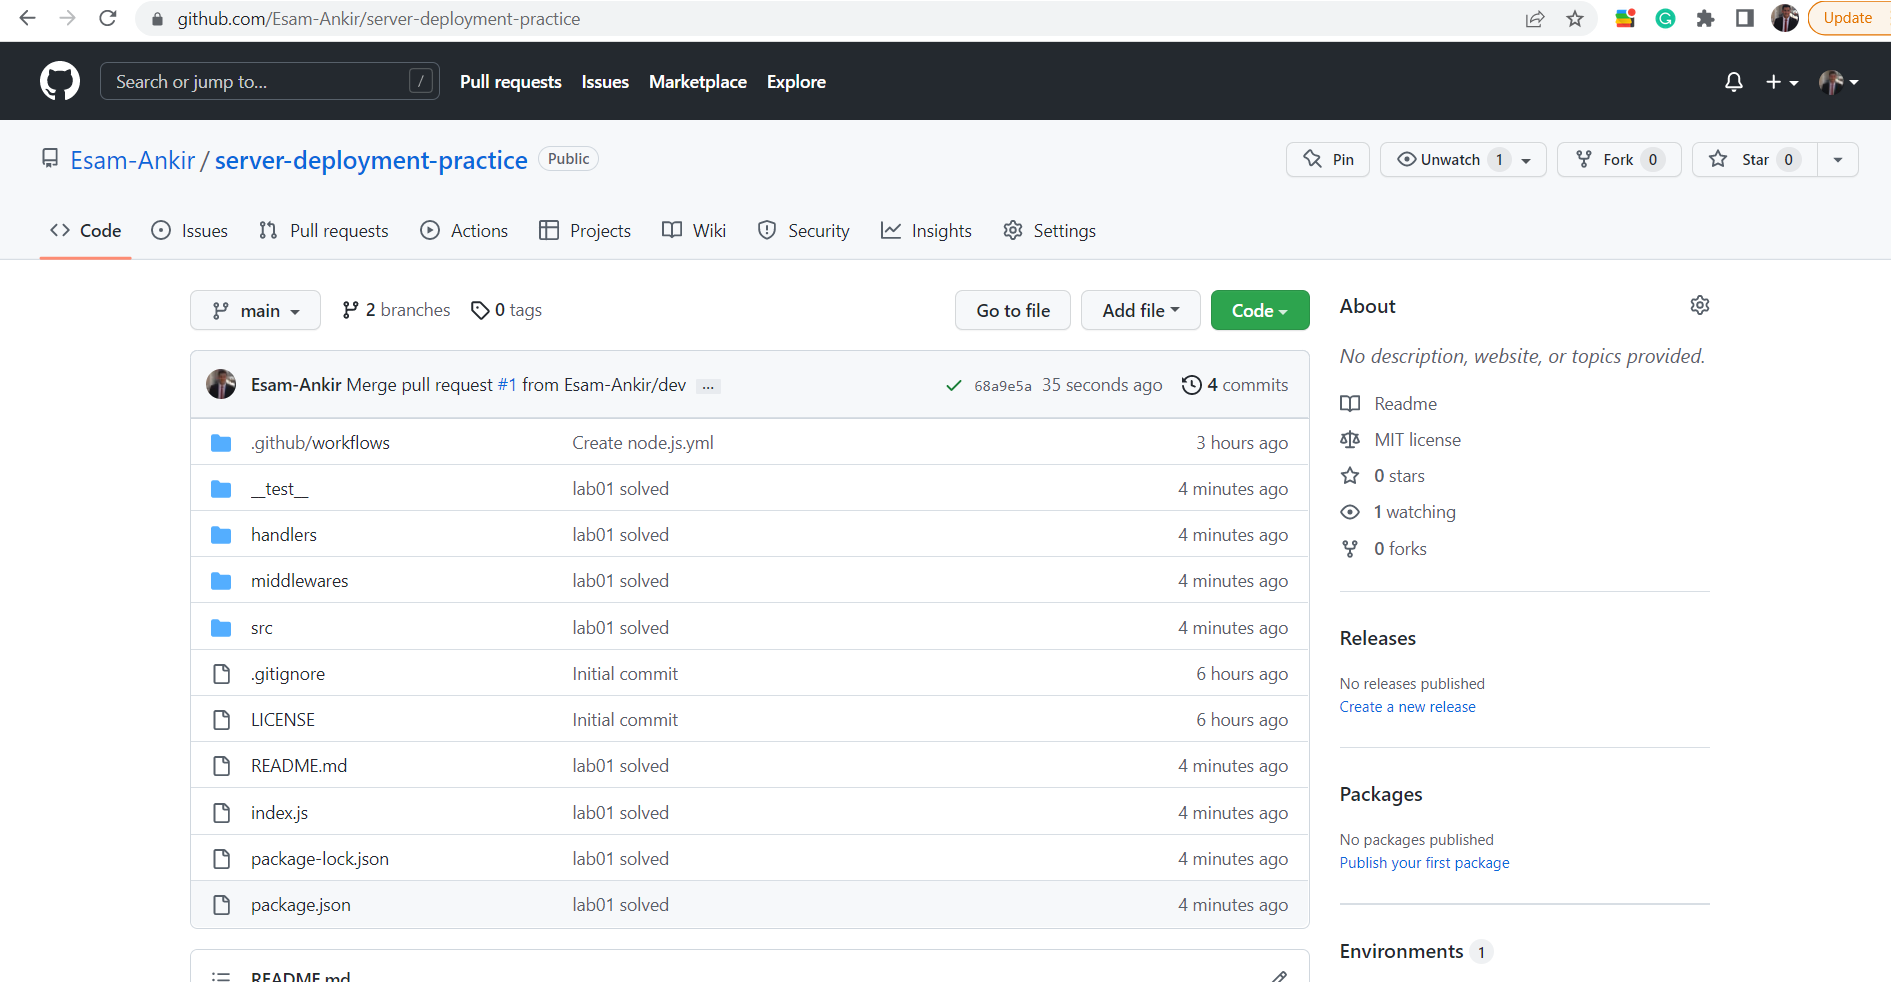 github.com/Esam-Ankir/server-deployment-practice
Update
Search or jump to... /
Pull requests Issues Marketplace Explore
Esam-Ankir / server-deployment-practice Public
Pin Unwatch 1 Fork 0 Star 0
Code Issues Pull requests Actions Projects Wiki Security Insights Settings
main 2 branches 0 tags
Go to file Add file Code
Esam-Ankir Merge pull request #1 from Esam-Ankir/dev ... 68a9e5a 35 seconds ago 4 commits
.github/workflows Create node.js.yml 3 hours ago
__test__ lab01 solved 4 minutes ago
handlers lab01 solved 4 minutes ago
middlewares lab01 solved 4 minutes ago
src lab01 solved 4 minutes ago
.gitignore Initial commit 6 hours ago
LICENSE Initial commit 6 hours ago
README.md lab01 solved 4 minutes ago
index.js lab01 solved 4 minutes ago
package-lock.json lab01 solved 4 minutes ago
package.json lab01 solved 4 minutes ago
README.md
About
No description, website, or topics provided.
Readme
MIT license
0 stars
1 watching
0 forks
Releases
No releases published
Create a new release
Packages
No packages published
Publish your first package
Environments 1